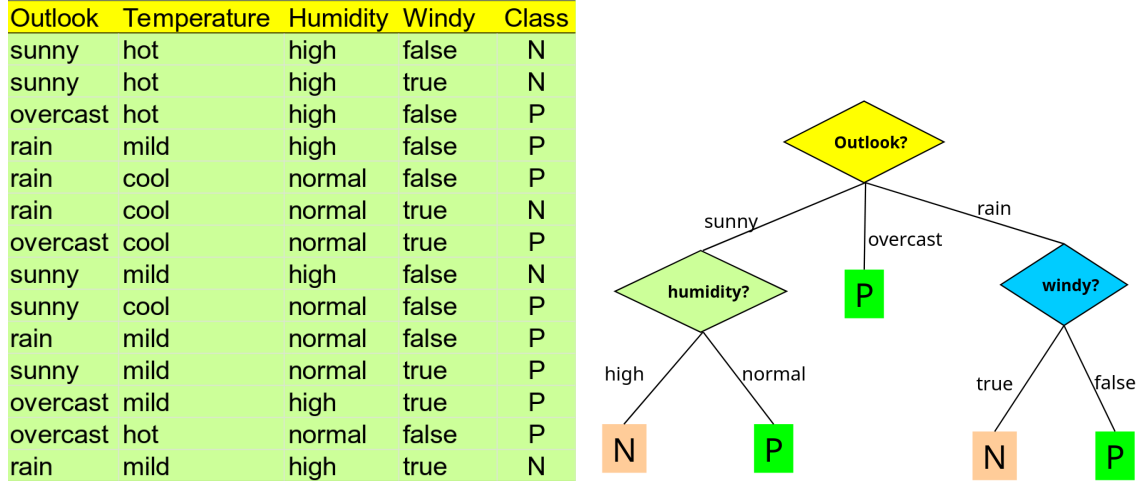 Outlook Temperature Humidity Windy Class
sunny hot high false N
sunny hot high true N
overcast hot high false P
rain mild high false P
rain cool normal false P
rain cool normal true N
overcast cool normal true P
sunny mild high false N
sunny cool normal false P
rain mild normal false P
sunny mild normal true P
overcast mild high true P
overcast hot normal false P
rain mild high true N
Outlook?
sunny
overcast
rain
humidity?
P
windy?
high
normal
true
false
N
P
N
P